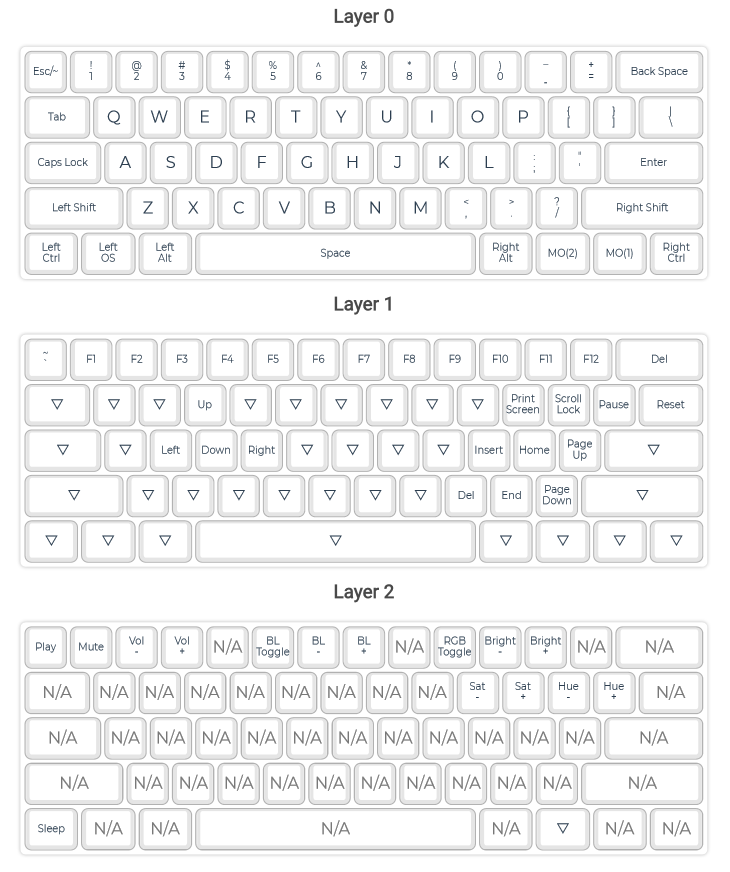 Layer 0
Esc/~ ! 1 @ 2 # 3 $ 4 % 5 ^ 6 & 7 * 8 ( 9 ) 0 _ - + = Back Space
Tab Q W E R T Y U I O P { [ } ] | \
Caps Lock A S D F G H J K L : ; " ' Enter
Left Shift Z X C V B N M < , > . ? / Right Shift
Left Ctrl Left OS Left Alt Space Right Alt MO(2) MO(1) Right Ctrl
Layer 1
~ ` F1 F2 F3 F4 F5 F6 F7 F8 F9 F10 F11 F12 Del
▽ ▽ ▽ Up ▽ ▽ ▽ ▽ ▽ ▽ Print Screen Scroll Lock Pause Reset
▽ ▽ Left Down Right ▽ ▽ ▽ ▽ Insert Home Page Up ▽
▽ ▽ ▽ ▽ ▽ ▽ ▽ ▽ Del End Page Down ▽
▽ ▽ ▽ ▽ ▽ ▽ ▽ ▽
Layer 2
Play Mute Vol - Vol + N/A BL Toggle BL - BL + N/A RGB Toggle Bright - Bright + N/A N/A
N/A N/A N/A N/A N/A N/A N/A N/A N/A Sat - Sat + Hue - Hue + N/A
N/A N/A N/A N/A N/A N/A N/A N/A N/A N/A N/A N/A N/A
N/A N/A N/A N/A N/A N/A N/A N/A N/A N/A N/A N/A
Sleep N/A N/A N/A N/A ▽ N/A N/A